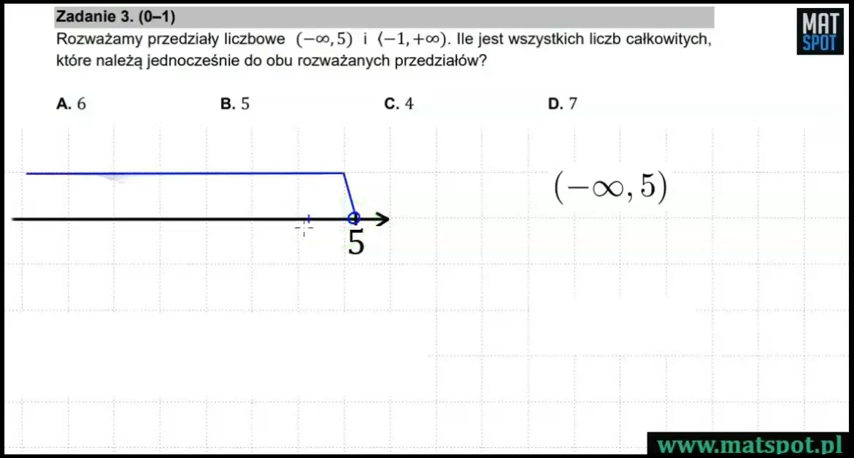 Zadanie 3. (0–1)
MAT
SPOT
Rozważamy przedziały liczbowe (−∞, 5) i ⟨−1, +∞). Ile jest wszystkich liczb całkowitych,
które należą jednocześnie do obu rozważanych przedziałów?
A. 6 B. 5 C. 4 D. 7
(−∞, 5)
5
www.matspot.pl